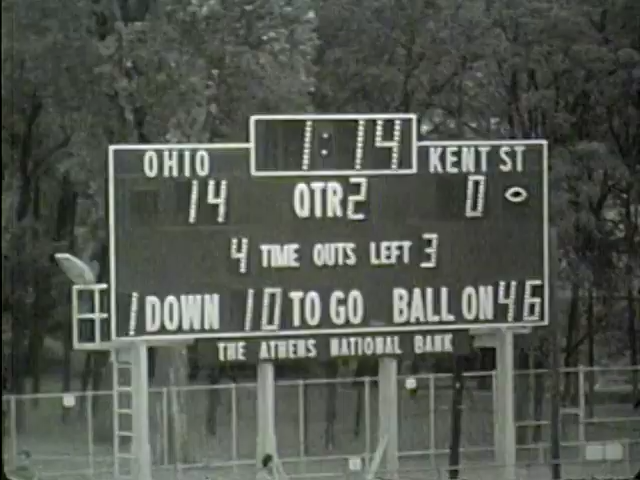 1:14
OHIO KENT ST
14 QTR 2 0
4 TIME OUTS LEFT 3
1 DOWN 10 TO GO BALL ON 46
THE ATHENS NATIONAL BANK